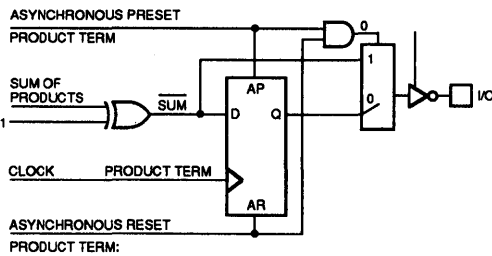 ASYNCHRONOUS PRESET
PRODUCT TERM
0
1
SUM OF
PRODUCTS
SUM
AP
0
I/O
D
Q
1
CLOCK PRODUCT TERM
AR
ASYNCHRONOUS RESET
PRODUCT TERM: